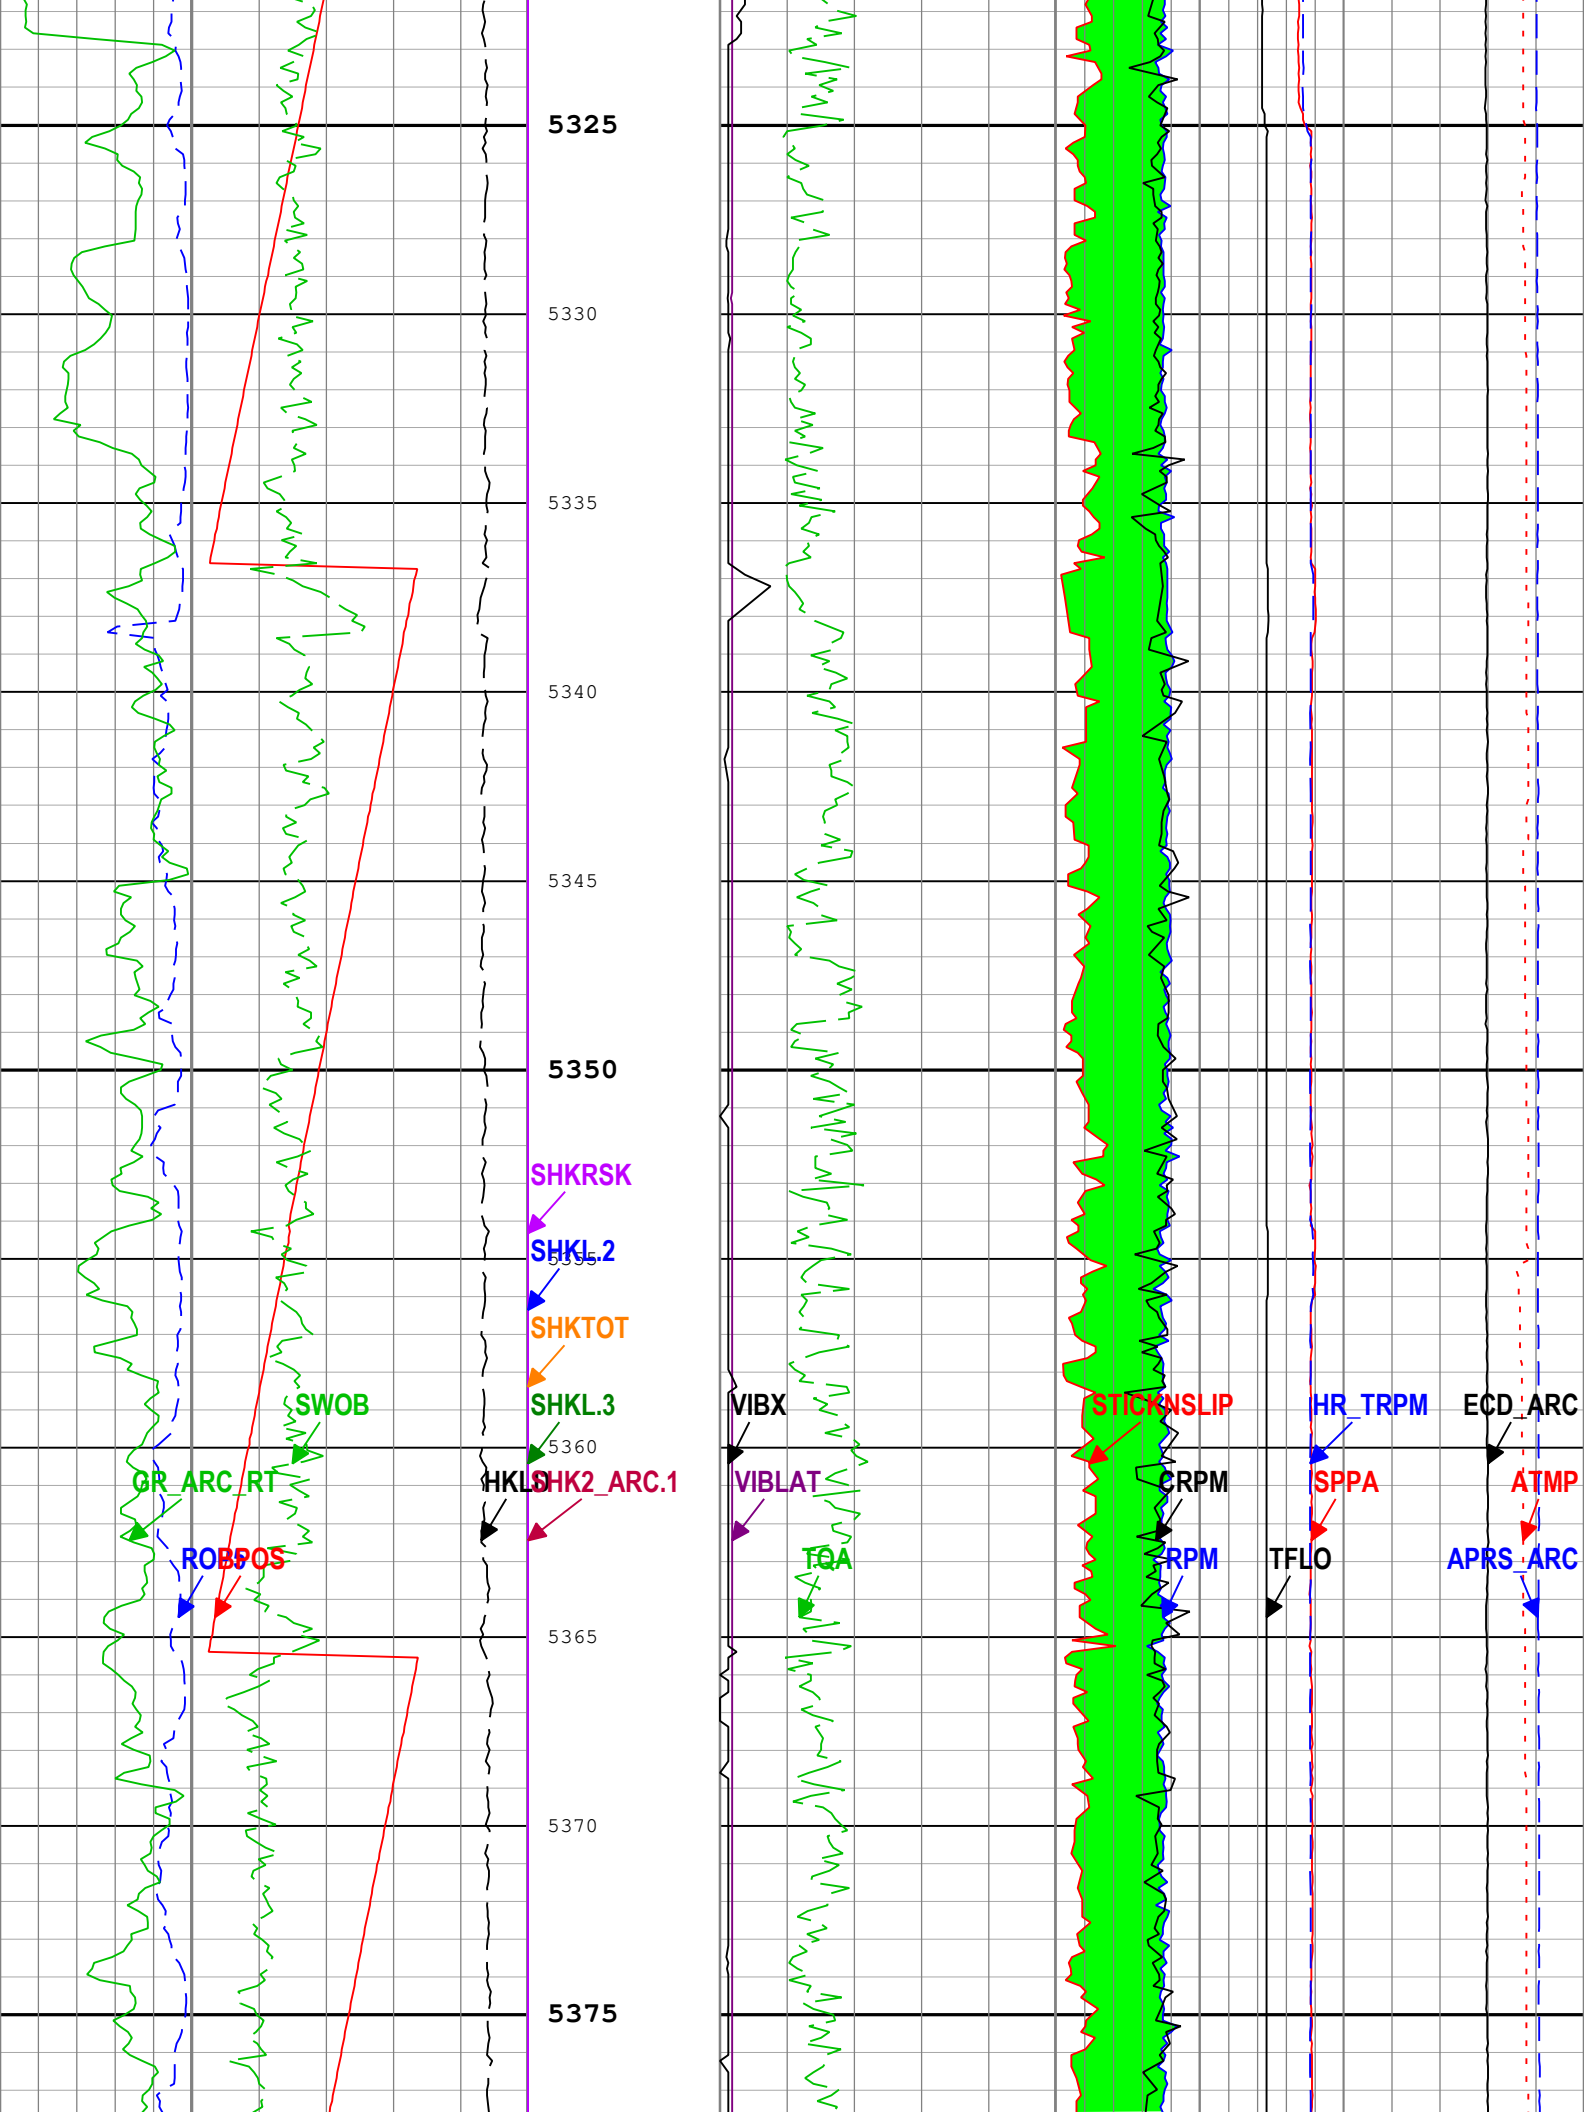 5325
5330
5335
5340
5345
5350
SHKRSK
SHKL.2
5355
SHKTOT
SWOB SHKL.3 VIBX STICKNSLIP HR_TRPM ECD_ARC
5360
GR_ARC_RT HKLD SHK2_ARC.1 VIBLAT CRPM SPPA ATMP
BPOS TQA RPM TFLO APRS_ARC
5365
5370
5375